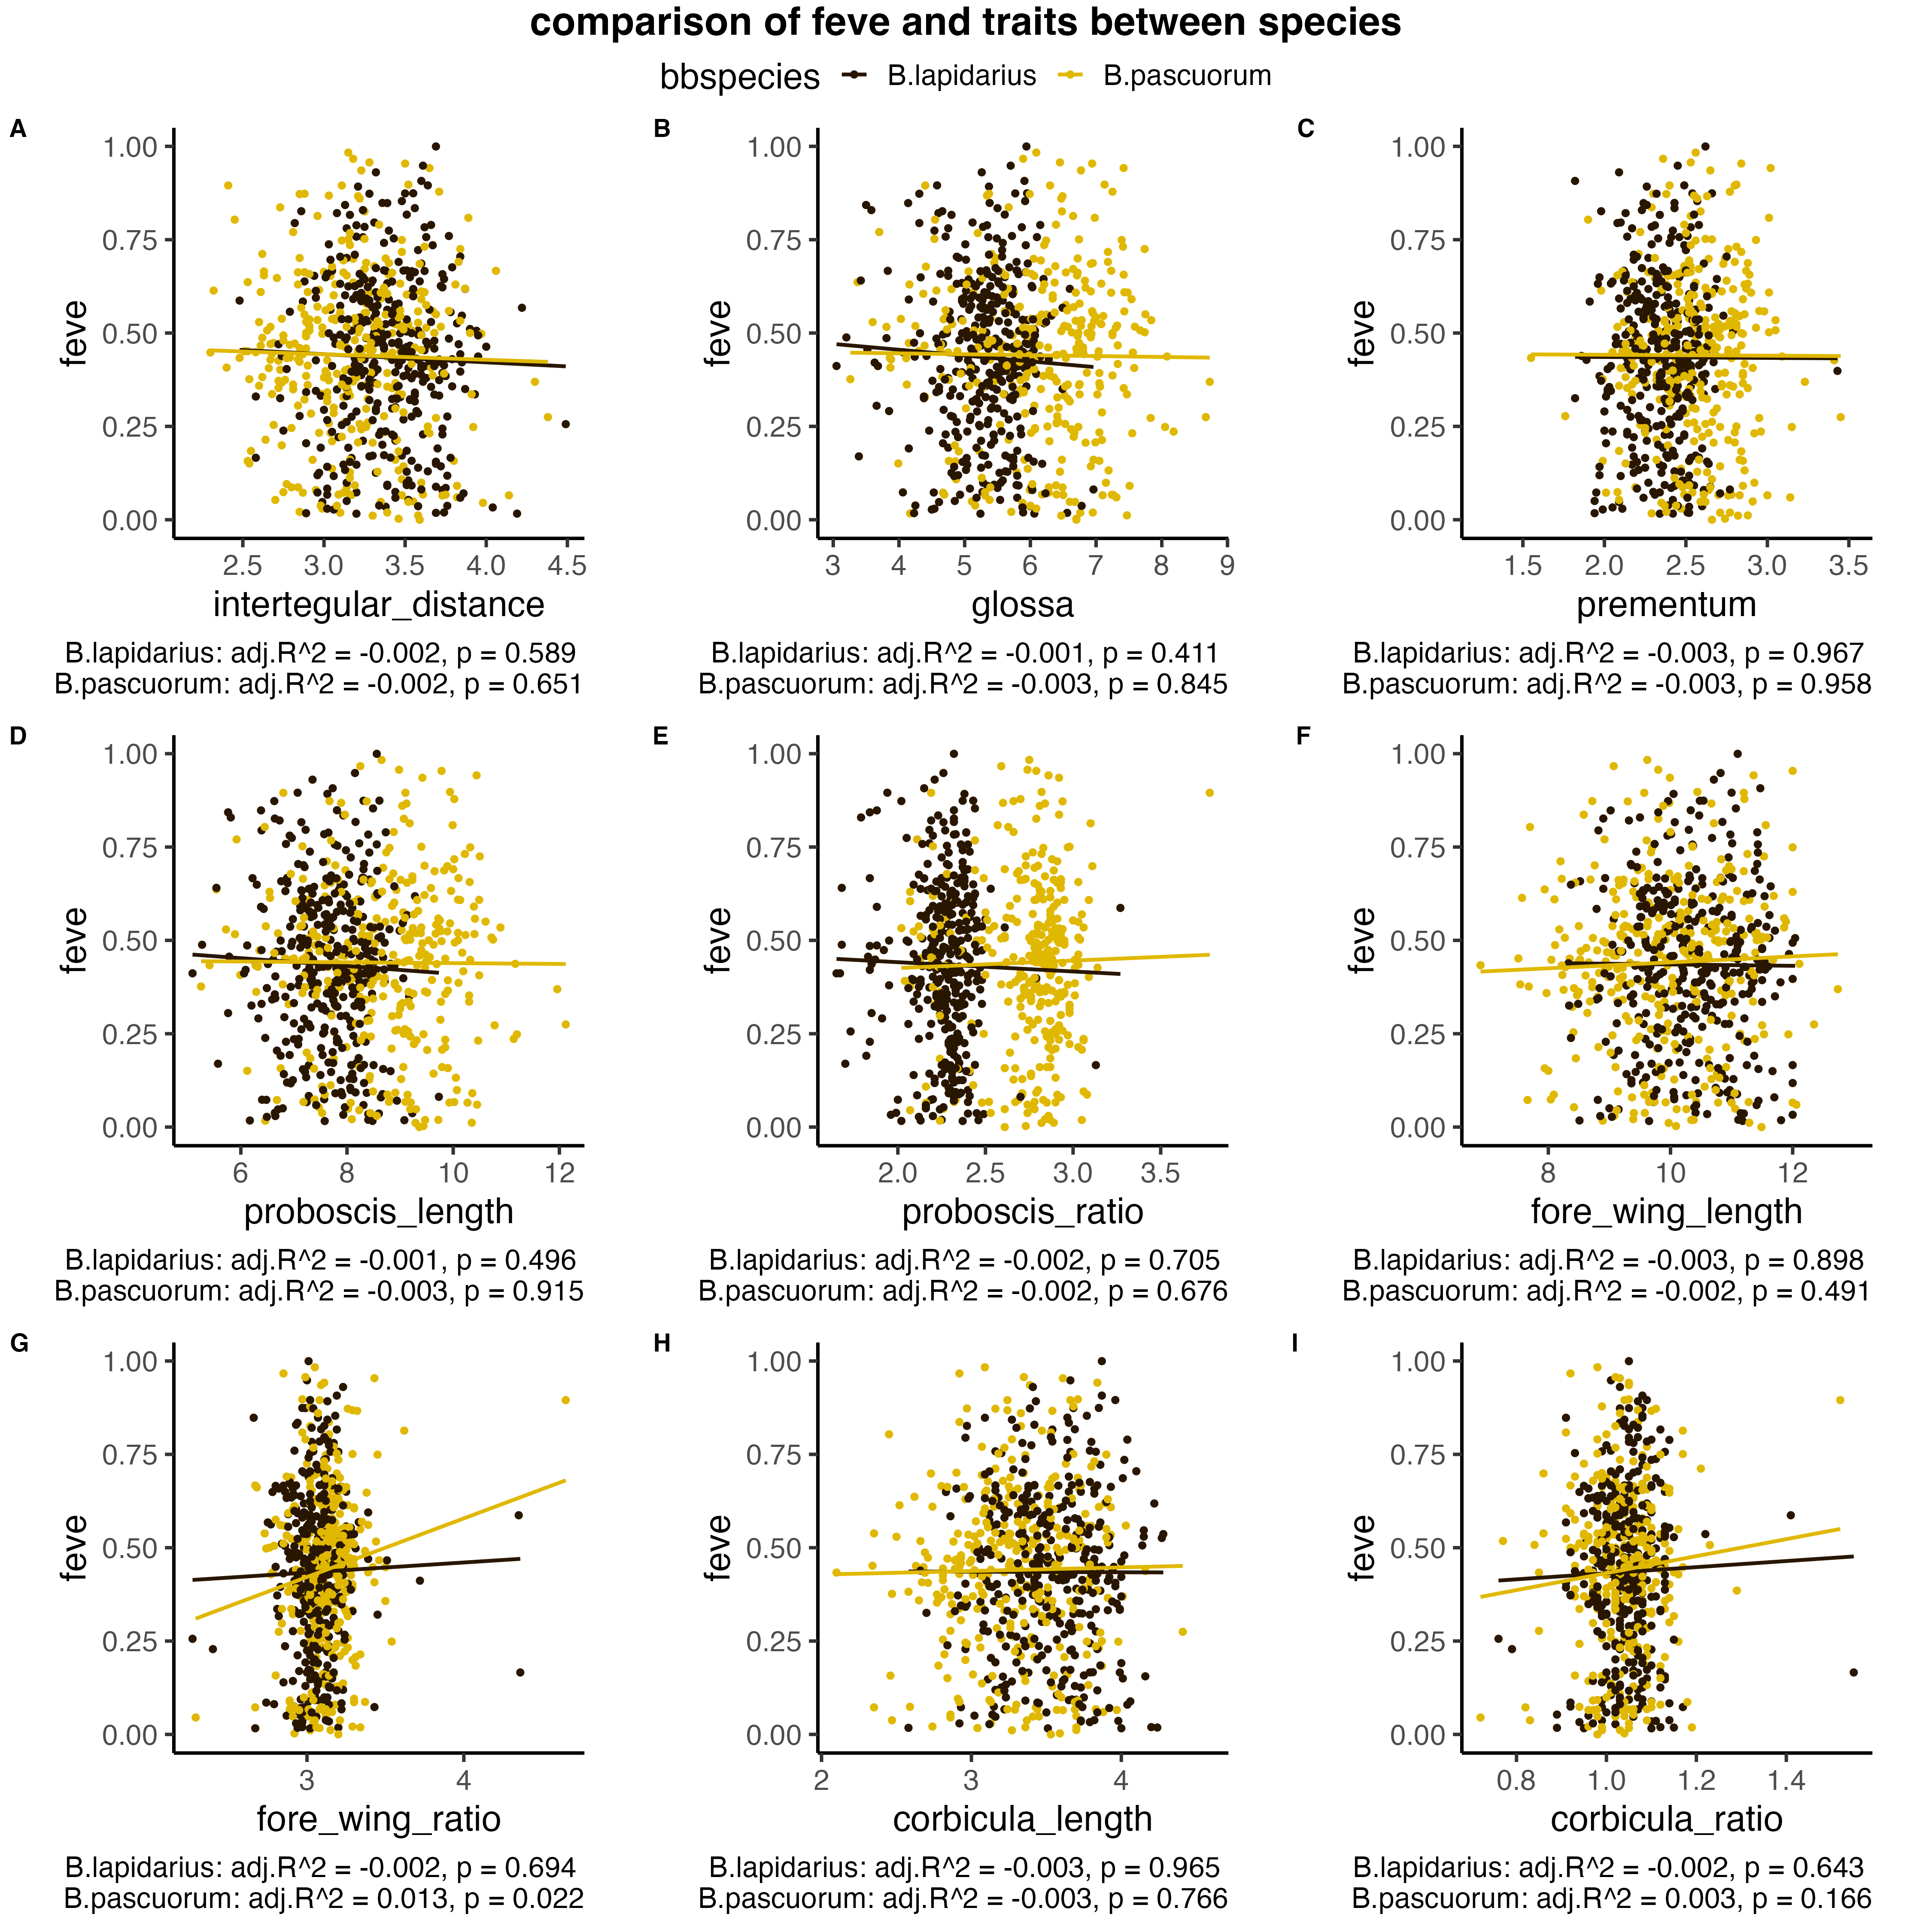 comparison of feve and traits between species
bbspecies B.lapidarius B.pascuorum
A
1.00
0.75
0.50
0.25
0.00
feve
2.5 3.0 3.5 4.0 4.5
intertegular_distance
B.lapidarius: adj.R^2 = -0.002, p = 0.589
B.pascuorum: adj.R^2 = -0.002, p = 0.651
B
1.00
0.75
0.50
0.25
0.00
feve
3 4 5 6 7 8 9
glossa
B.lapidarius: adj.R^2 = -0.001, p = 0.411
B.pascuorum: adj.R^2 = -0.003, p = 0.845
C
1.00
0.75
0.50
0.25
0.00
feve
1.5 2.0 2.5 3.0 3.5
prementum
B.lapidarius: adj.R^2 = -0.003, p = 0.967
B.pascuorum: adj.R^2 = -0.003, p = 0.958
D
1.00
0.75
0.50
0.25
0.00
feve
6 8 10 12
proboscis_length
B.lapidarius: adj.R^2 = -0.001, p = 0.496
B.pascuorum: adj.R^2 = -0.003, p = 0.915
E
1.00
0.75
0.50
0.25
0.00
feve
2.0 2.5 3.0 3.5
proboscis_ratio
B.lapidarius: adj.R^2 = -0.002, p = 0.705
B.pascuorum: adj.R^2 = -0.002, p = 0.676
F
1.00
0.75
0.50
0.25
0.00
feve
8 10 12
fore_wing_length
B.lapidarius: adj.R^2 = -0.003, p = 0.898
B.pascuorum: adj.R^2 = -0.002, p = 0.491
G
1.00
0.75
0.50
0.25
0.00
feve
3 4
fore_wing_ratio
B.lapidarius: adj.R^2 = -0.002, p = 0.694
B.pascuorum: adj.R^2 = 0.013, p = 0.022
H
1.00
0.75
0.50
0.25
0.00
feve
2 3 4
corbicula_length
B.lapidarius: adj.R^2 = -0.003, p = 0.965
B.pascuorum: adj.R^2 = -0.003, p = 0.766
I
1.00
0.75
0.50
0.25
0.00
feve
0.8 1.0 1.2 1.4
corbicula_ratio
B.lapidarius: adj.R^2 = -0.002, p = 0.643
B.pascuorum: adj.R^2 = 0.003, p = 0.166